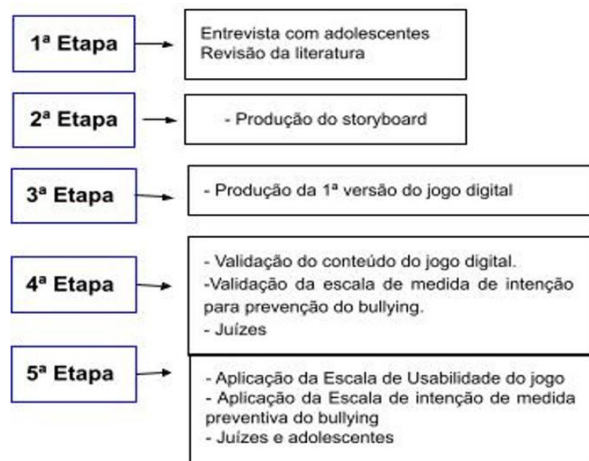 1ª Etapa
Entrevista com adolescentes
Revisão da literatura
2ª Etapa
- Produção do storyboard
3ª Etapa
- Produção da 1ª versão do jogo digital
4ª Etapa
- Validação do conteúdo do jogo digital.
-Validação da escala de medida de intenção
para prevenção do bullying.
- Juízes
5ª Etapa
- Aplicação da Escala de Usabilidade do jogo
- Aplicação da Escala de intenção de medida
preventiva do bullying
- Juízes e adolescentes